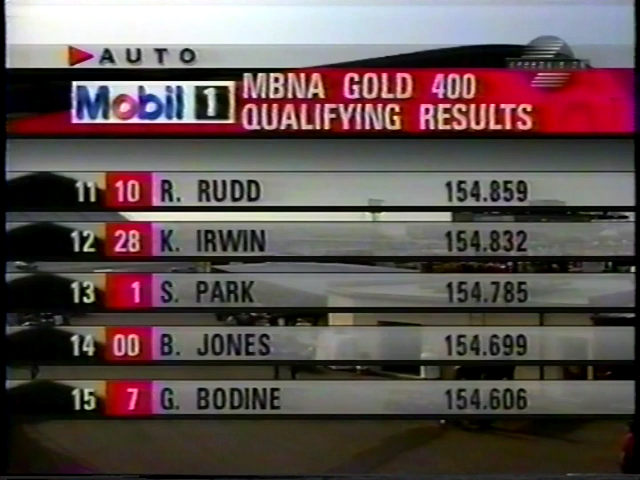 AUTO
SPEEDVISION
Mobil 1
MBNA GOLD 400
QUALIFYING RESULTS
11 10 R. RUDD 154.859
12 28 K. IRWIN 154.832
13 1 S. PARK 154.785
14 00 B. JONES 154.699
15 7 G. BODINE 154.606